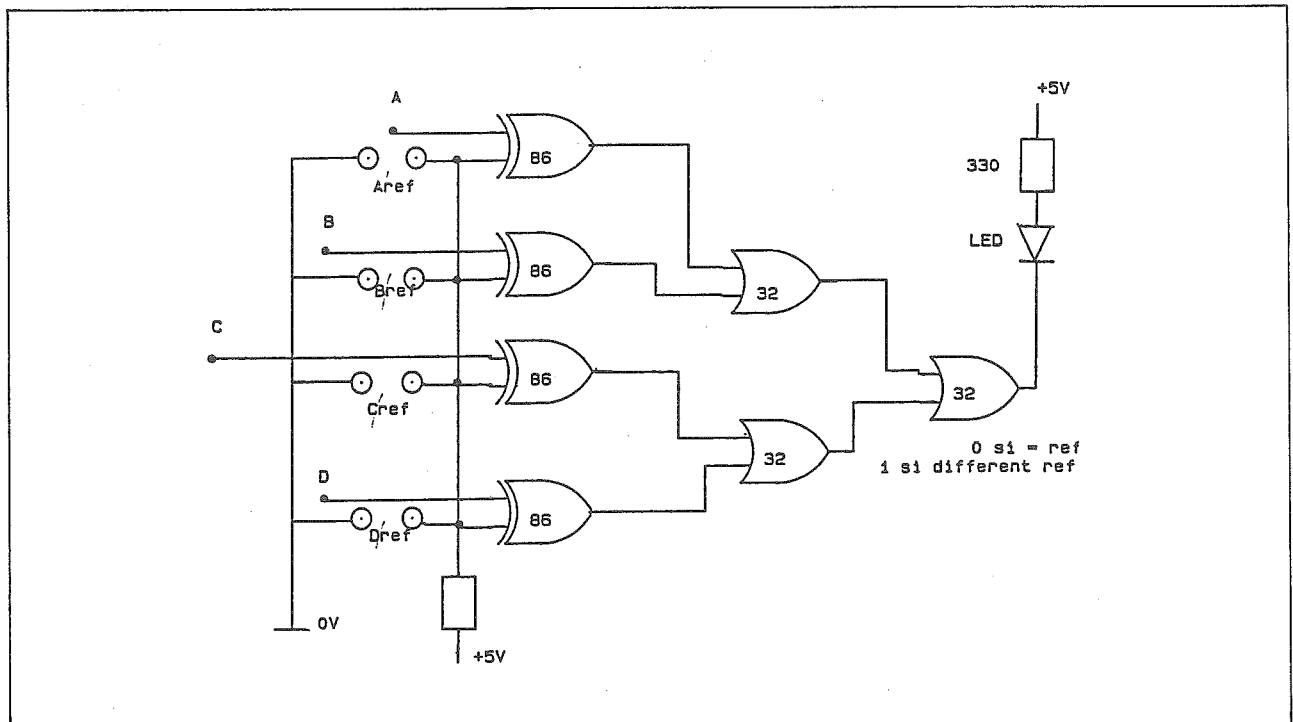 A
+5V
86
330
Aref
B
LED
86
Bref
32
C
86
32
Cref
0 si = ref
1 si different ref
32
D
86
Dref
0V
+5V